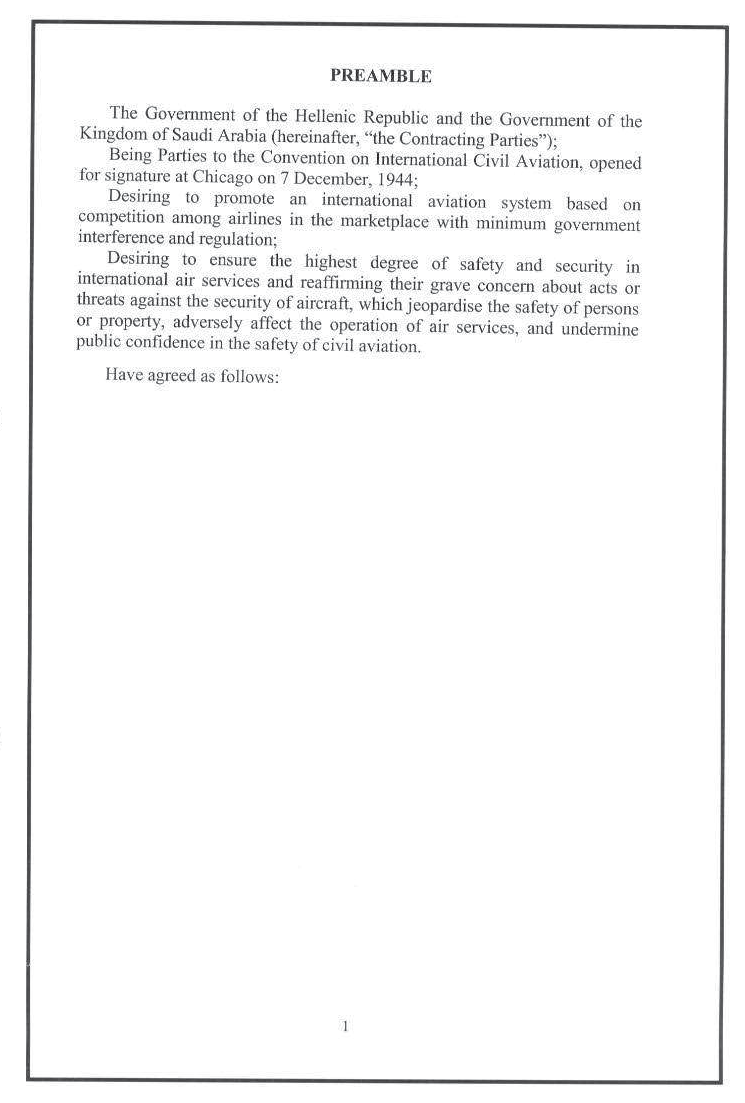 PREAMBLE
The Government of the Hellenic Republic and the Government of the
Kingdom of Saudi Arabia (hereinafter, “the Contracting Parties”);
Being Parties to the Convention on International Civil Aviation, opened
for signature at Chicago on 7 December, 1944;
Desiring to promote an international aviation system based on
competition among airlines in the marketplace with minimum government
interference and regulation;
Desiring to ensure the highest degree of safety and security in
international air services and reaffirming their grave concern about acts or
threats against the security of aircraft, which jeopardise the safety of persons
or property, adversely affect the operation of air services, and undermine
public confidence in the safety of civil aviation.
Have agreed as follows:
1